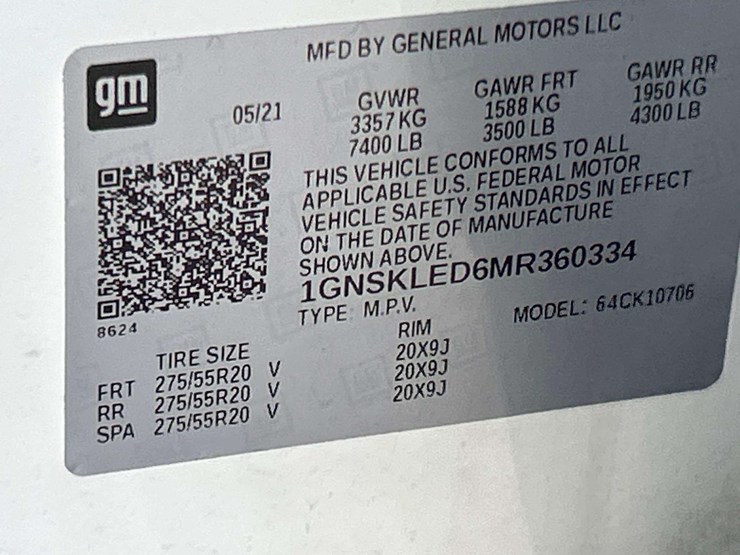 gm
MFD BY GENERAL MOTORS LLC
05/21 GVWR GAWR FRT GAWR RR
3357 KG 1588 KG 1950 KG
7400 LB 3500 LB 4300 LB
THIS VEHICLE CONFORMS TO ALL
APPLICABLE U.S. FEDERAL MOTOR
VEHICLE SAFETY STANDARDS IN EFFECT
ON THE DATE OF MANUFACTURE
SHOWN ABOVE.
1GNSKLED6MR360334
8624
TYPE: M.P.V. MODEL: 64CK10706
TIRE SIZE RIM
FRT 275/55R20 V 20X9J
RR 275/55R20 V 20X9J
SPA 275/55R20 V 20X9J